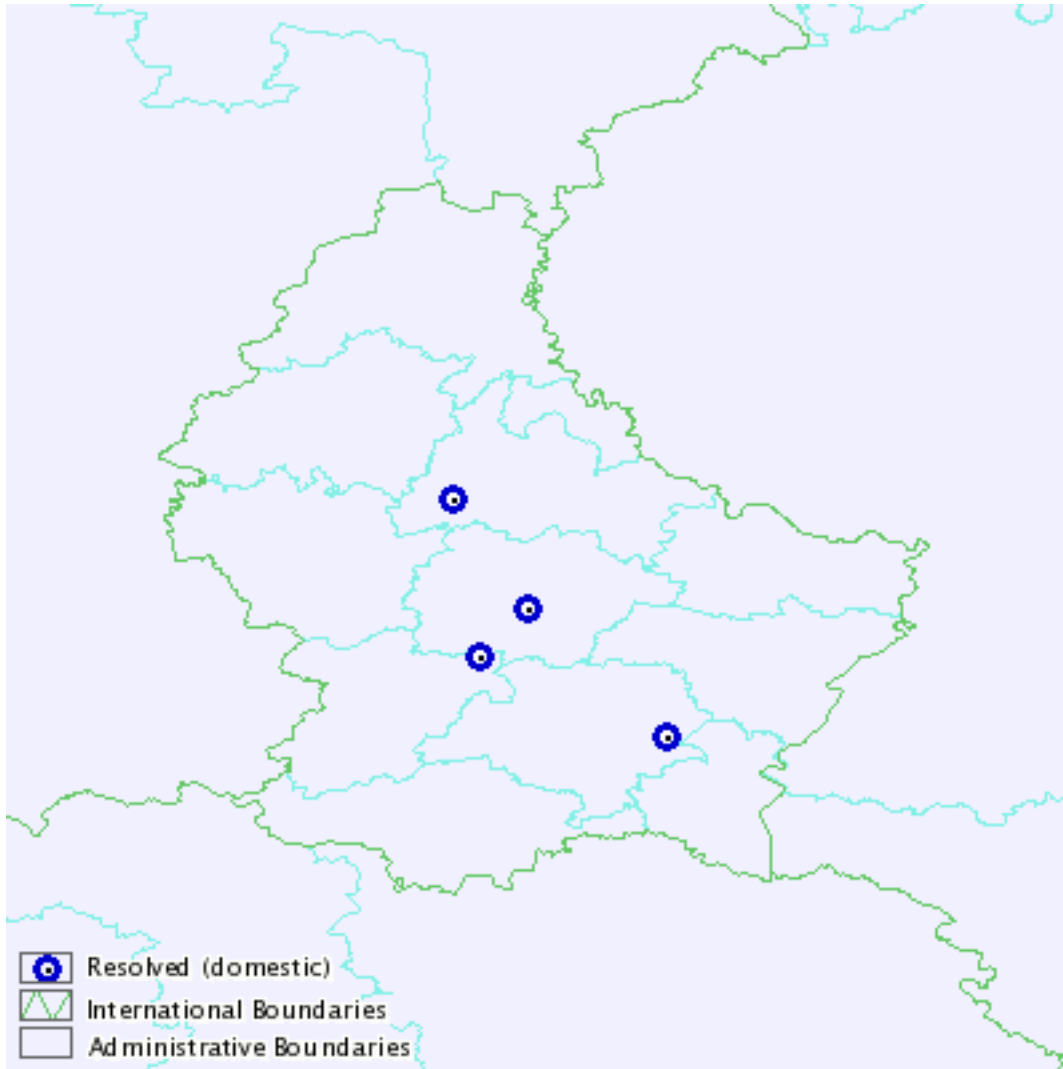 Resolved (domestic)
International Boundaries
Administrative Boundaries